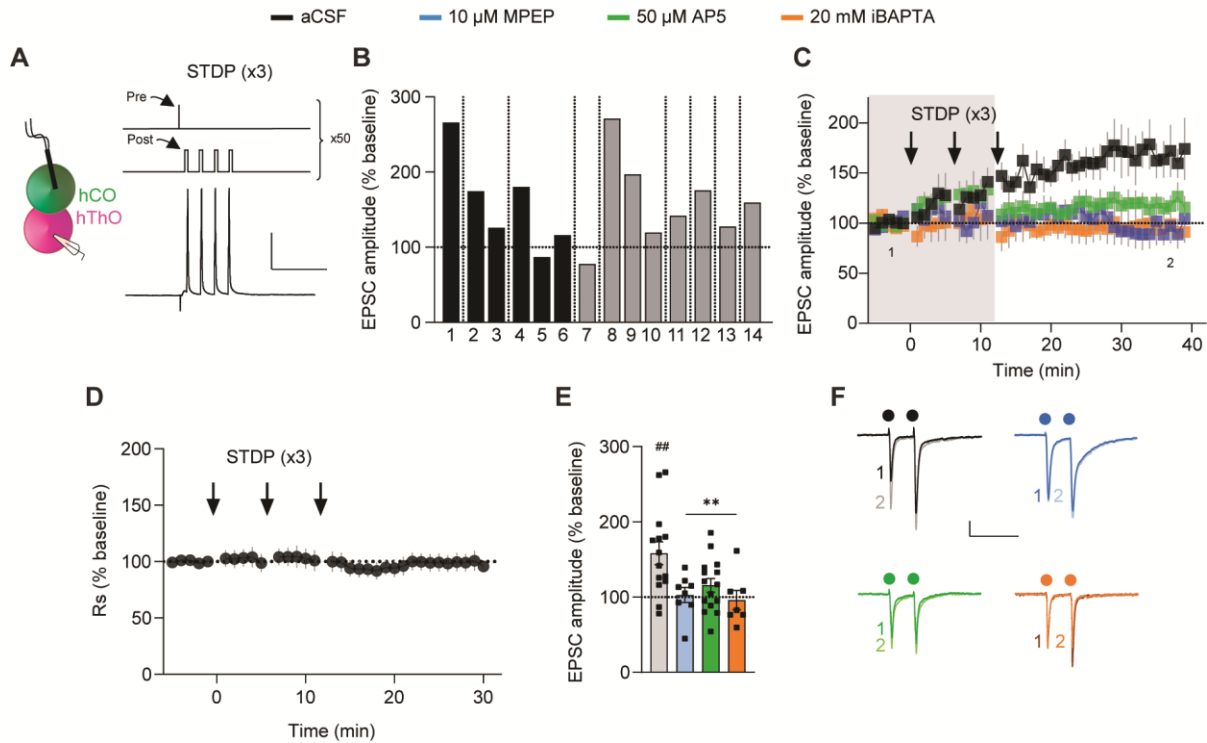 aCSF 10 µM MPEP 50 µM AP5 20 mM iBAPTA
A
STDP (x3)
Pre
Post
x50
hCO
hThO
B
EPSC amplitude (% baseline)
300
200
100
0
1 2 3 4 5 6 7 8 9 10 11 12 13 14
C
EPSC amplitude (% baseline)
STDP (x3)
200
150
100
50
0
1
2
0 10 20 30 40
Time (min)
D
Rs (% baseline)
STDP (x3)
200
150
100
50
0
0 10 20 30
Time (min)
E
EPSC amplitude (% baseline)
300
200
100
0
##
**
F
1
2
1 2
1
2
1 2